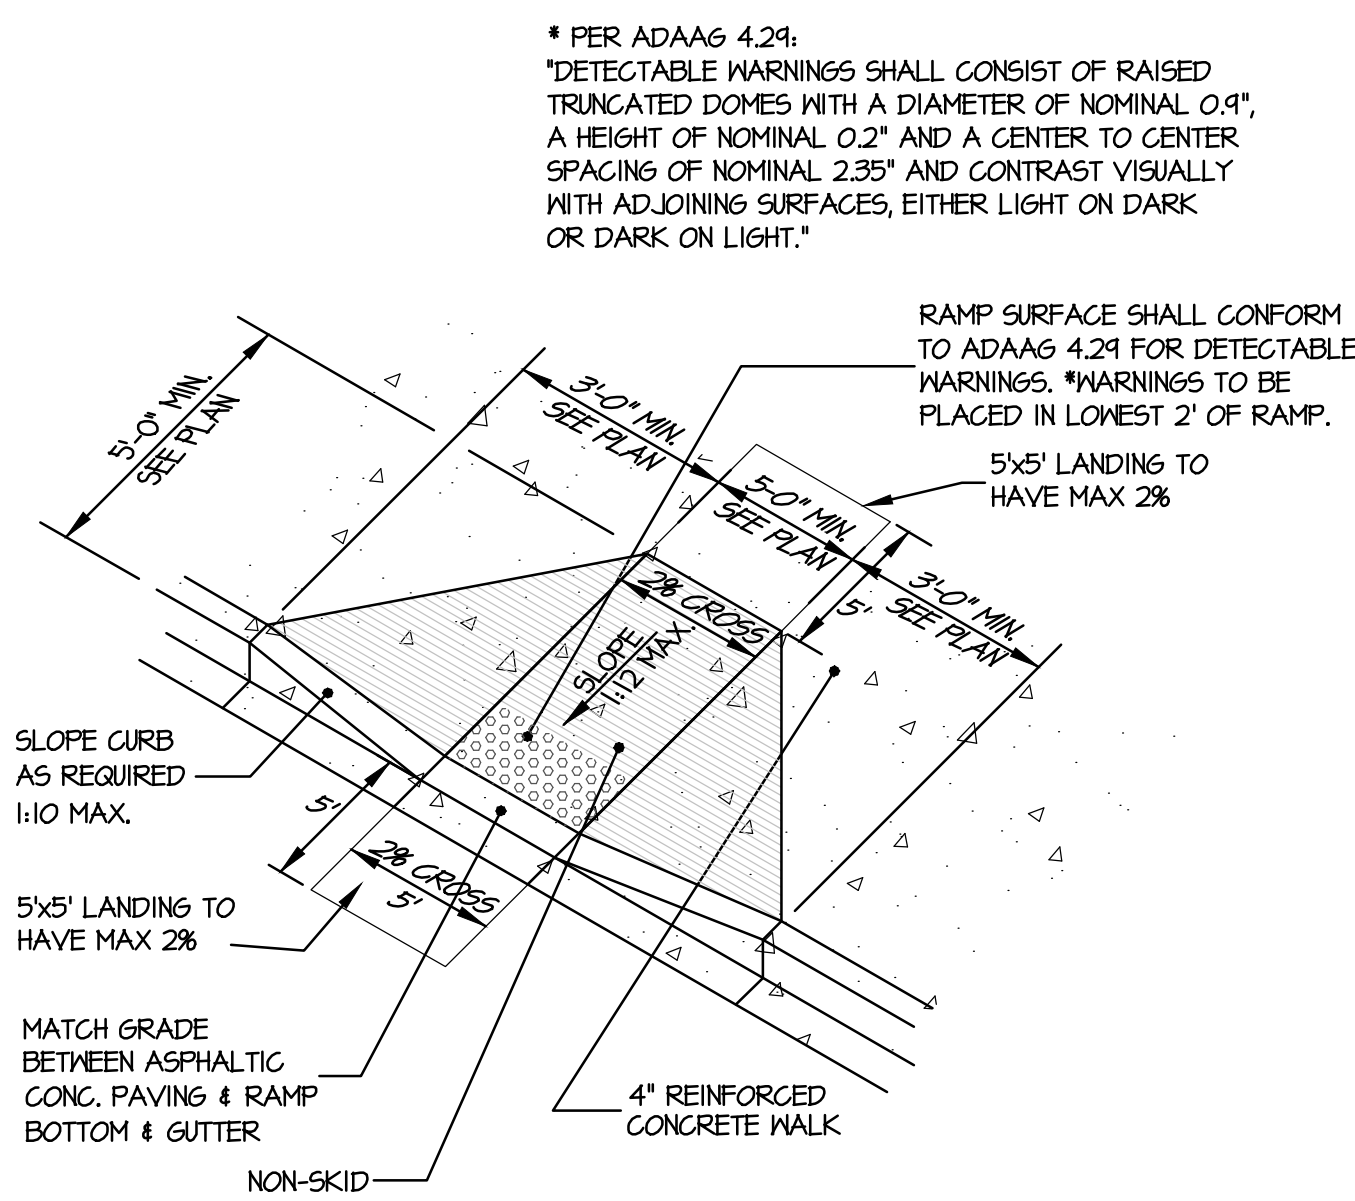 * PER ADAAG 4.29:
"DETECTABLE WARNINGS SHALL CONSIST OF RAISED
TRUNCATED DOMES WITH A DIAMETER OF NOMINAL 0.9",
A HEIGHT OF NOMINAL 0.2" AND A CENTER TO CENTER
SPACING OF NOMINAL 2.35" AND CONTRAST VISUALLY
WITH ADJOINING SURFACES, EITHER LIGHT ON DARK
OR DARK ON LIGHT."
RAMP SURFACE SHALL CONFORM
TO ADAAG 4.29 FOR DETECTABLE
WARNINGS. *WARNINGS TO BE
PLACED IN LOWEST 2' OF RAMP.
5'x5' LANDING TO
HAVE MAX 2%
5'-0" MIN.
SEE PLAN
3'-0" MIN.
SEE PLAN
5-0" MIN.
SEE PLAN
3'-0" MIN.
SEE PLAN
5'
2% CROSS
SLOPE
1:12 MAX
SLOPE CURB
AS REQUIRED
1:10 MAX.
5'
2% CROSS
5'
5'x5' LANDING TO
HAVE MAX 2%
MATCH GRADE
BETWEEN ASPHALTIC
CONC. PAVING & RAMP
BOTTOM & GUTTER
4" REINFORCED
CONCRETE WALK
NON-SKID